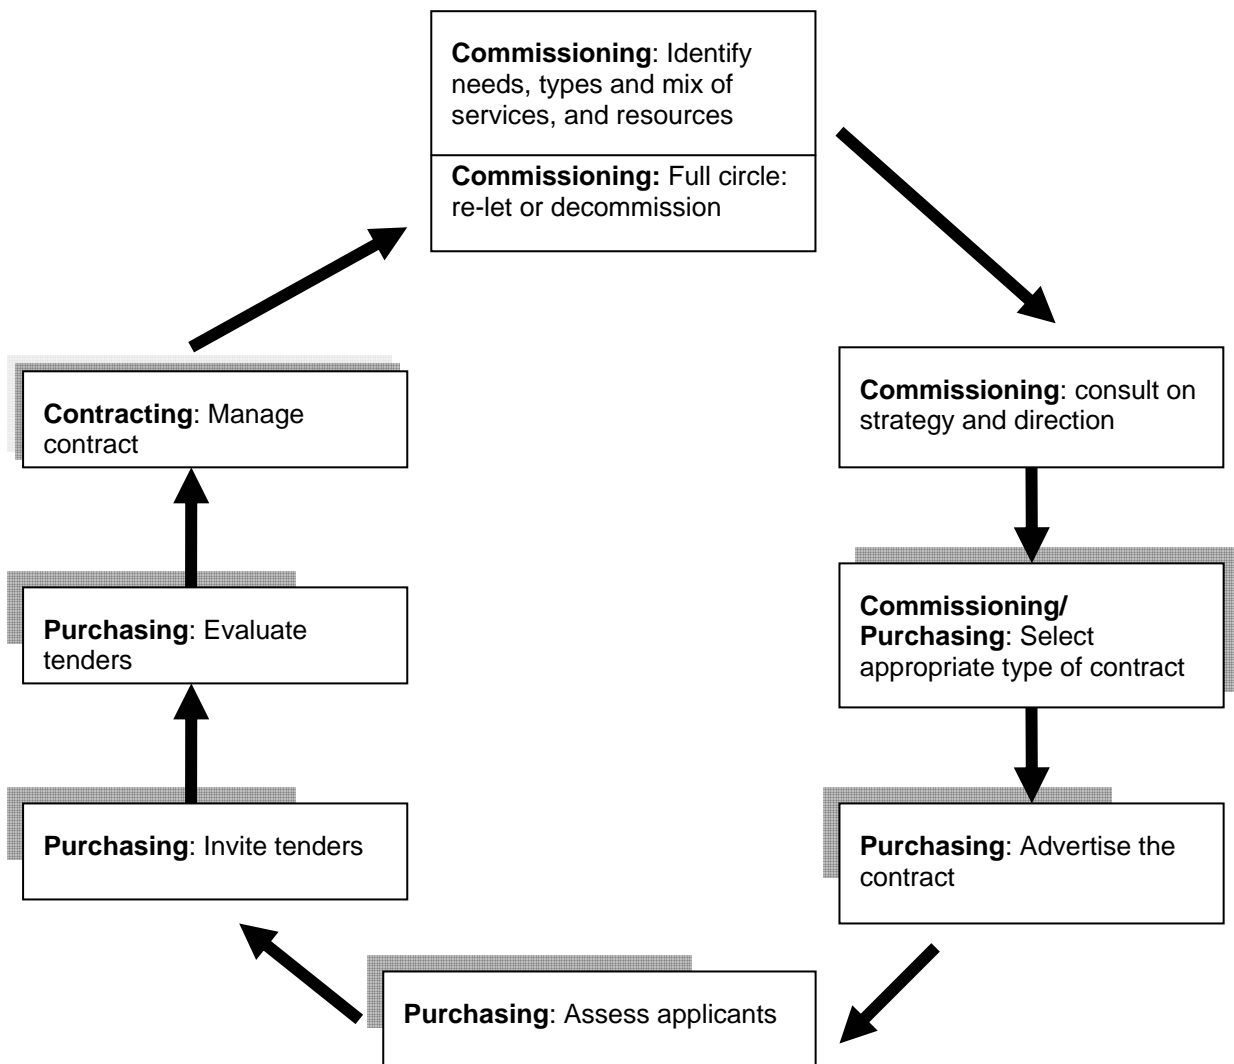 Commissioning: Identify
needs, types and mix of
services, and resources
Commissioning: Full circle:
re-let or decommission
Commissioning: consult on
strategy and direction
Commissioning/
Purchasing: Select
appropriate type of contract
Purchasing: Advertise the
contract
Purchasing: Assess applicants
Purchasing: Invite tenders
Purchasing: Evaluate
tenders
Contracting: Manage
contract